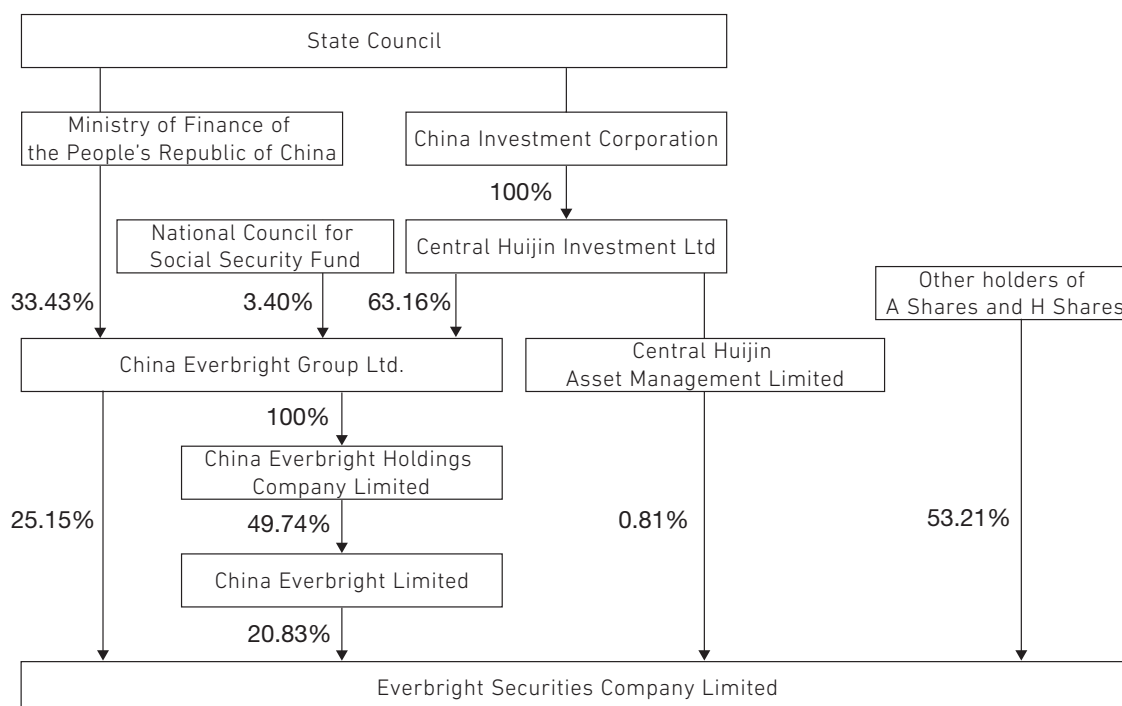 State Council
Ministry of Finance of
the People's Republic of China
China Investment Corporation
100%
National Council for
Social Security Fund
Central Huijin Investment Ltd
Other holders of
A Shares and H Shares
33.43%
3.40%
63.16%
China Everbright Group Ltd.
Central Huijin
Asset Management Limited
100%
China Everbright Holdings
Company Limited
25.15%
49.74%
0.81%
53.21%
China Everbright Limited
20.83%
Everbright Securities Company Limited